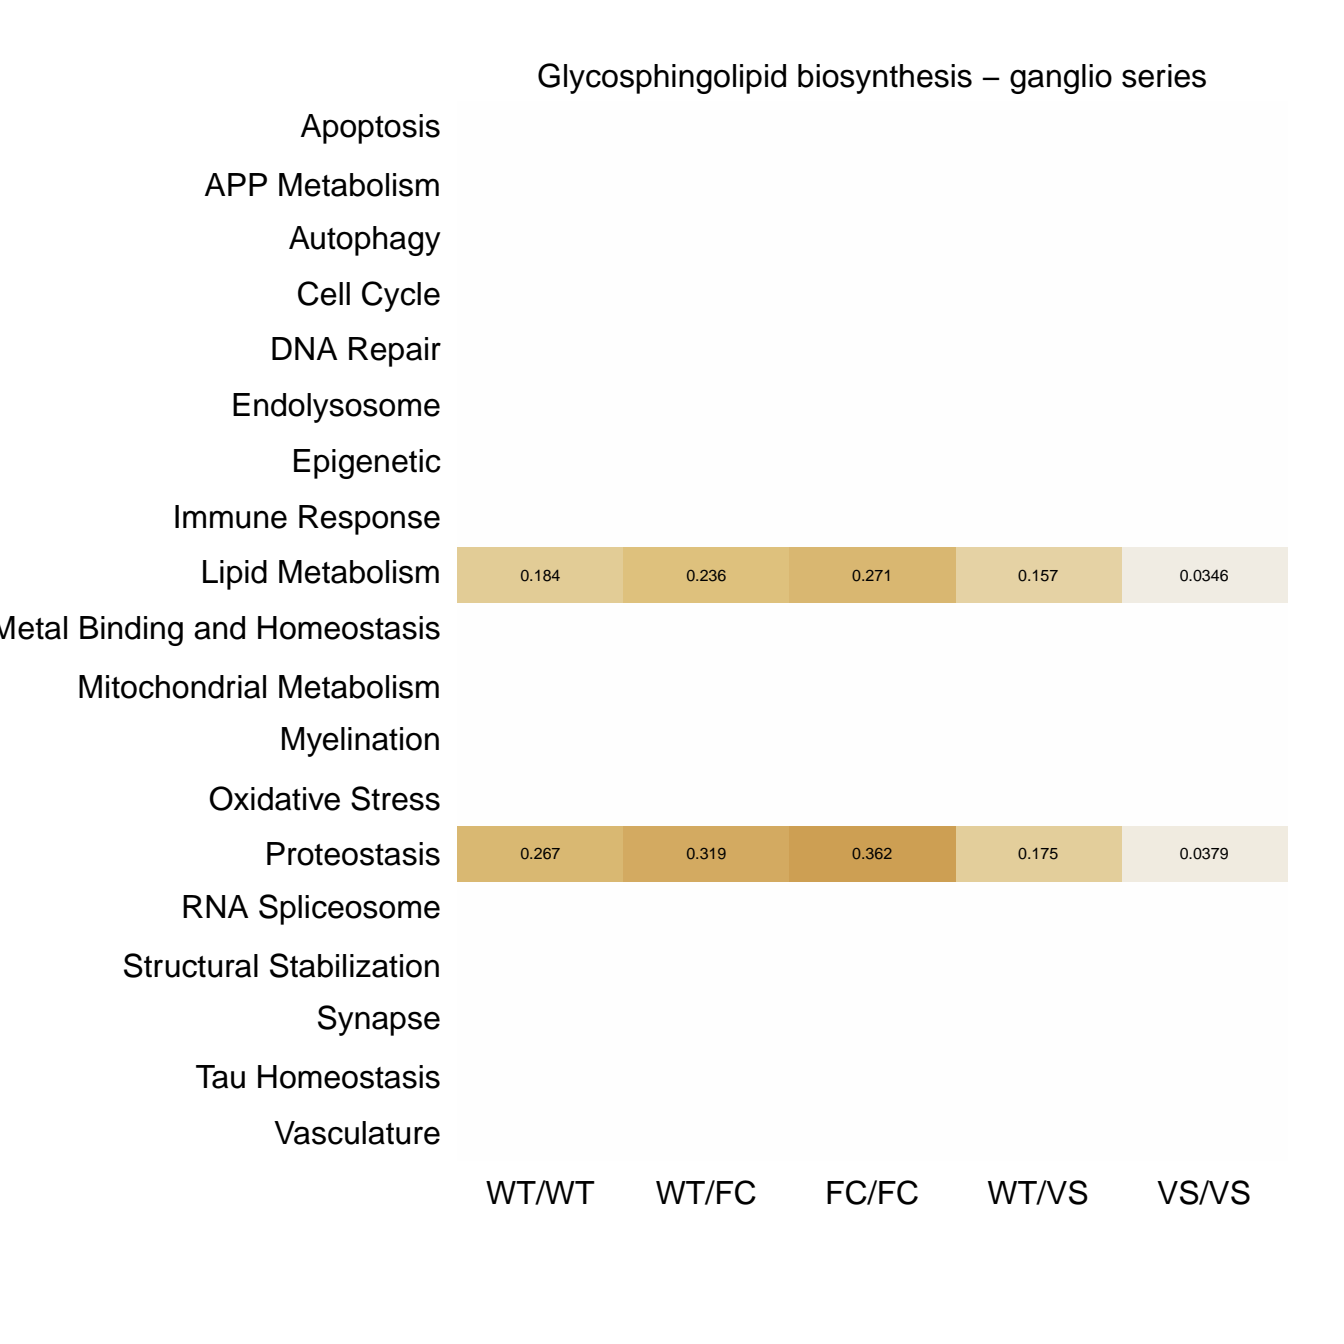 Glycosphingolipid biosynthesis – ganglio series
Apoptosis
APP Metabolism
Autophagy
Cell Cycle
DNA Repair
Endolysosome
Epigenetic
Immune Response
Lipid Metabolism 0.184 0.236 0.271 0.157 0.0346
Metal Binding and Homeostasis
Mitochondrial Metabolism
Myelination
Oxidative Stress
Proteostasis 0.267 0.319 0.362 0.175 0.0379
RNA Spliceosome
Structural Stabilization
Synapse
Tau Homeostasis
Vasculature
WT/WT WT/FC FC/FC WT/VS VS/VS